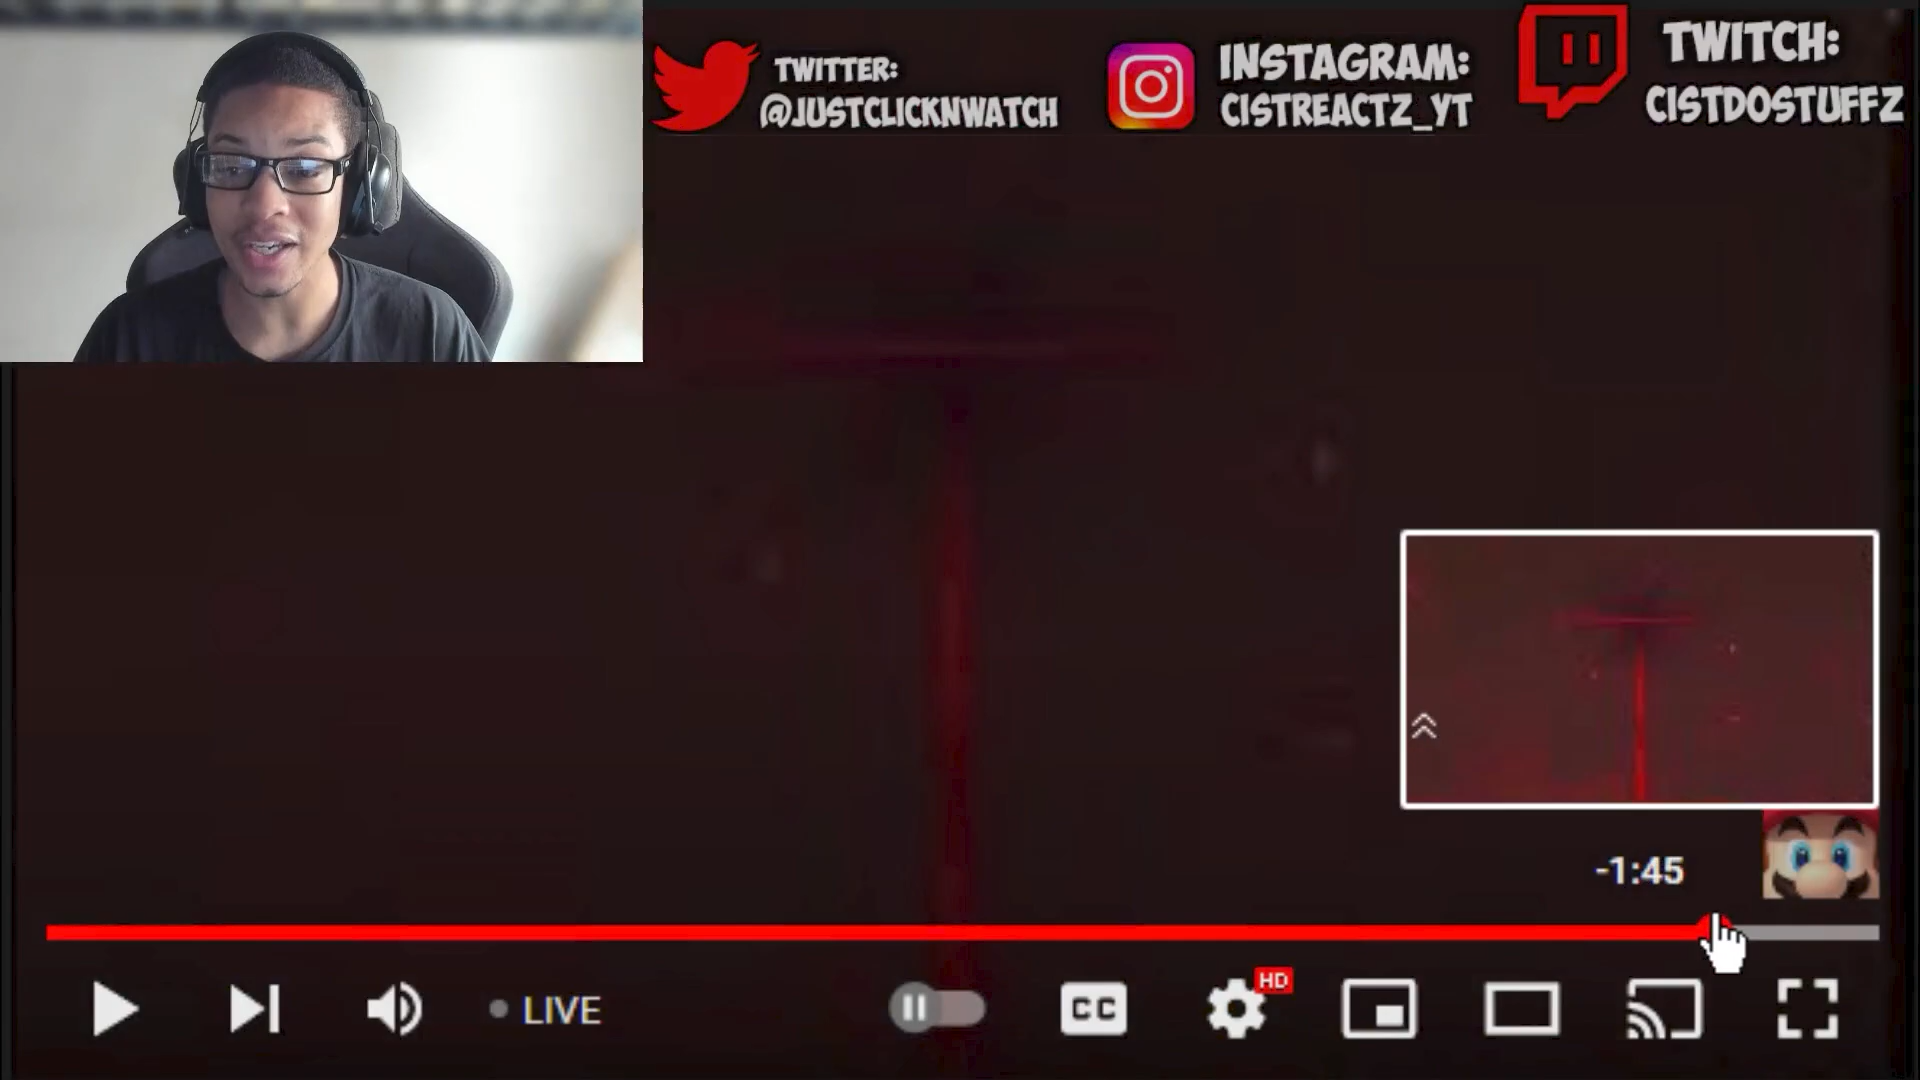 TWITTER:
@JUSTCLICKNWATCH
INSTAGRAM:
CISTREACTZ_YT
TWITCH:
CISTDOSTUFFZ
-1:45
LIVE
CC
HD